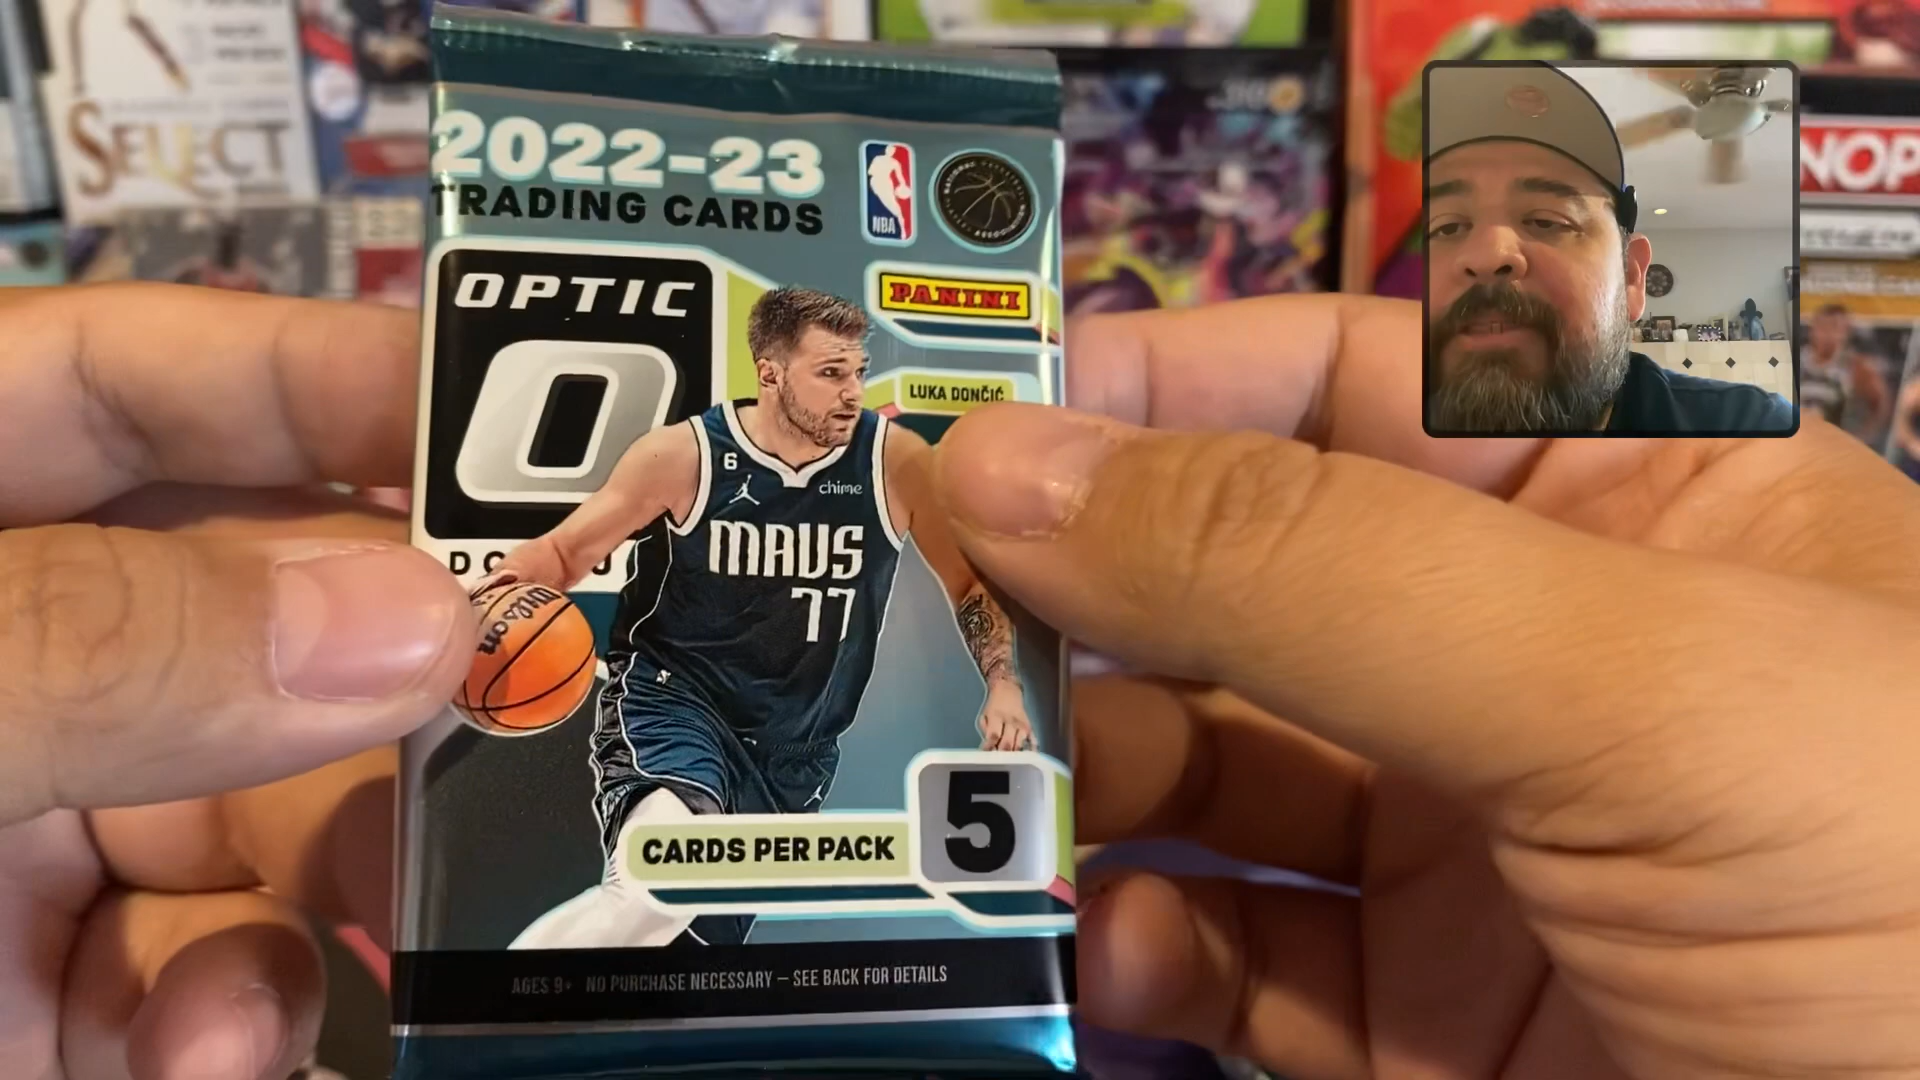 SELECT
2022-23
TRADING CARDS
NBA
OPTIC
PANINI
LUKA DONČIĆ
6
chime
MAVS
77
Wilson
CARDS PER PACK
5
AGES 9+ NO PURCHASE NECESSARY – SEE BACK FOR DETAILS
NOP